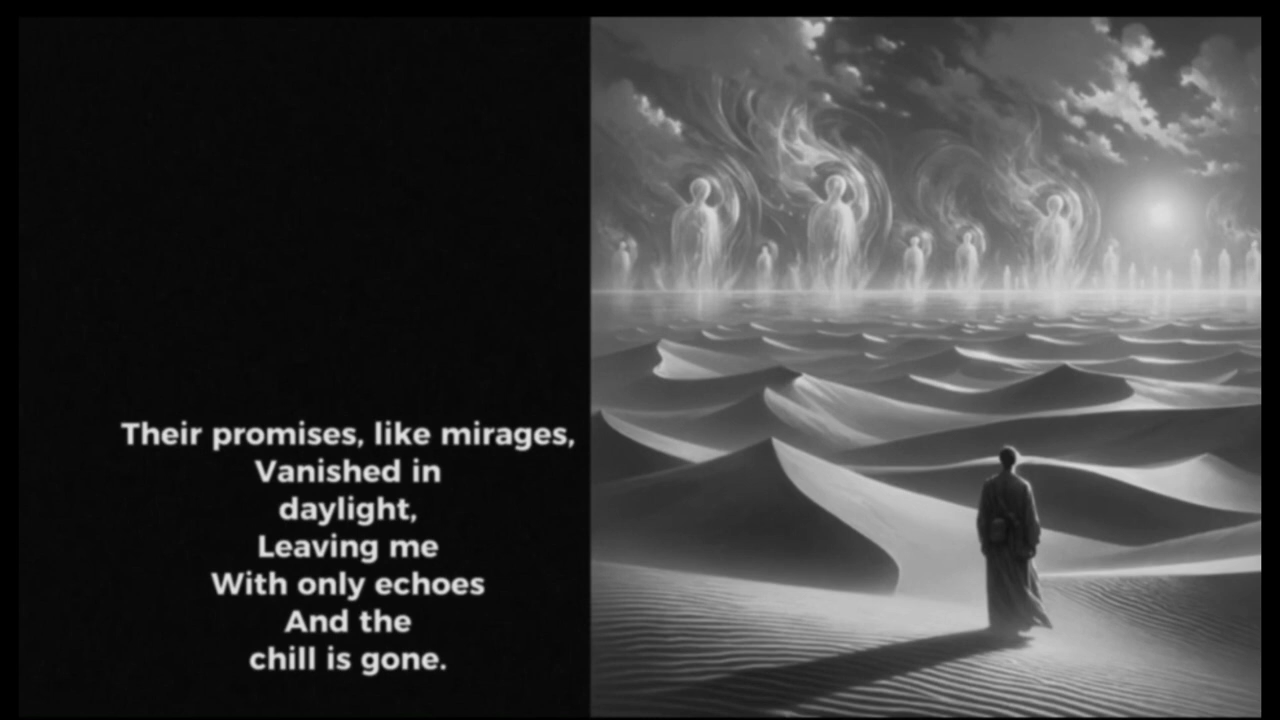 Their promises, like mirages,
Vanished in
daylight,
Leaving me
With only echoes
And the
chill is gone.